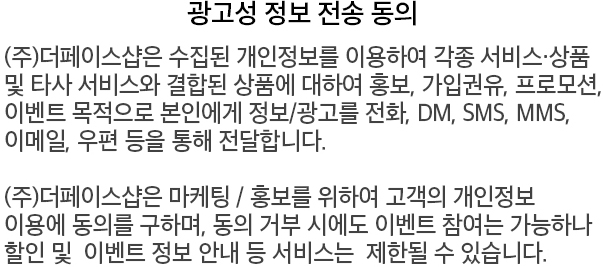 광고성 정보 전송 동의
(주)더페이스샵은 수집된 개인정보를 이용하여 각종 서비스·상품
및 타사 서비스와 결합된 상품에 대하여 홍보, 가입권유, 프로모션,
이벤트 목적으로 본인에게 정보/광고를 전화, DM, SMS, MMS,
이메일, 우편 등을 통해 전달합니다.
(주)더페이스샵은 마케팅 / 홍보를 위하여 고객의 개인정보
이용에 동의를 구하며, 동의 거부 시에도 이벤트 참여는 가능하나
할인 및 이벤트 정보 안내 등 서비스는 제한될 수 있습니다.